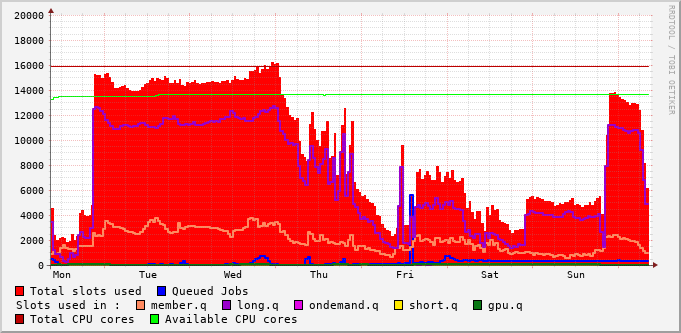 20000
18000
16000
14000
12000
10000
8000
6000
4000
2000
0
Mon Tue Wed Thu Fri Sat Sun
RRDTOOL / TOBI OETIKER
Total slots used Queued Jobs
Slots used in : member.q long.q ondemand.q short.q gpu.q
Total CPU cores Available CPU cores